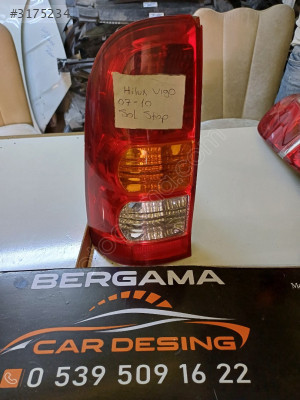 #3175234
Hilux Vigo
07-10
Sol Stop
BERGAMA
CAR DESING
0 539 509 16 22